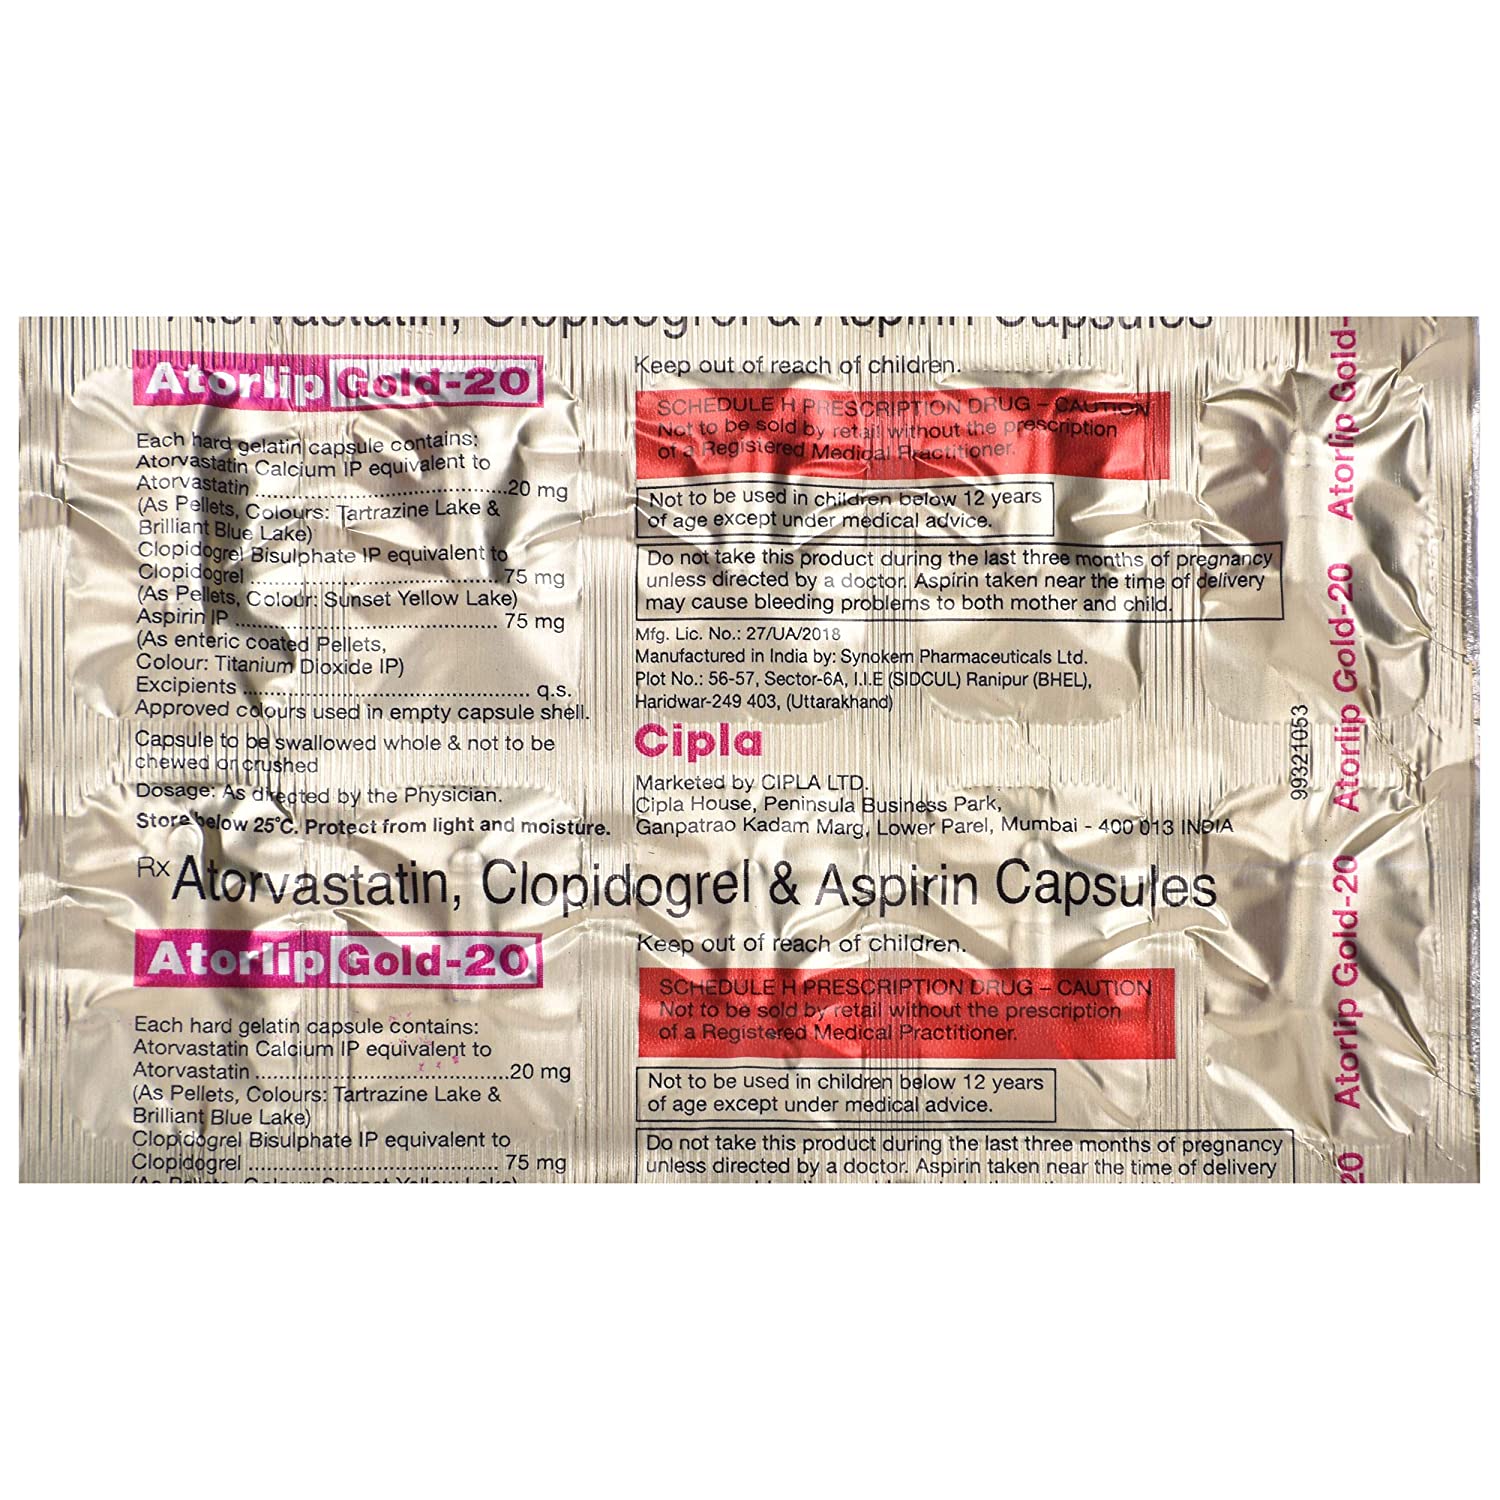 Atorvastatin, Clopidogrel & Aspirin Capsules
Atorlip Gold-20
Each hard gelatin capsule contains:
Atorvastatin Calcium IP equivalent to
Atorvastatin ....................................20 mg
(As Pellets, Colours: Tartrazine Lake &
Brilliant Blue Lake)
Clopidogrel Bisulphate IP equivalent to
Clopidogrel .................................... 75 mg
(As Pellets, Colour: Sunset Yellow Lake)
Aspirin IP ...................................... 75 mg
(As enteric coated Pellets,
Colour: Titanium Dioxide IP)
Excipients ......................................... q.s.
Approved colours used in empty capsule shell.
Capsule to be swallowed whole & not to be
chewed or crushed
Dosage: As directed by the Physician.
Store below 25°C. Protect from light and moisture.
Keep out of reach of children.
SCHEDULE H PRESCRIPTION DRUG – CAUTION
Not to be sold by retail without the prescription
of a Registered Medical Practitioner.
Not to be used in children below 12 years
of age except under medical advice.
Do not take this product during the last three months of pregnancy
unless directed by a doctor. Aspirin taken near the time of delivery
may cause bleeding problems to both mother and child.
Mfg. Lic. No.: 27/UA/2018
Manufactured in India by: Synokem Pharmaceuticals Ltd.
Plot No.: 56-57, Sector-6A, I.I.E (SIDCUL) Ranipur (BHEL),
Haridwar-249 403, (Uttarakhand)
Cipla
Marketed by CIPLA LTD.
Cipla House, Peninsula Business Park,
Ganpatrao Kadam Marg, Lower Parel, Mumbai - 400 013 INDIA
Rx Atorvastatin, Clopidogrel & Aspirin Capsules
Atorlip Gold-20
Each hard gelatin capsule contains:
Atorvastatin Calcium IP equivalent to
Atorvastatin ....................................20 mg
(As Pellets, Colours: Tartrazine Lake &
Brilliant Blue Lake)
Clopidogrel Bisulphate IP equivalent to
Clopidogrel .................................... 75 mg
(As Pellets, Colour: Sunset Yellow Lake)
Keep out of reach of children.
SCHEDULE H PRESCRIPTION DRUG – CAUTION
Not to be sold by retail without the prescription
of a Registered Medical Practitioner.
Not to be used in children below 12 years
of age except under medical advice.
Do not take this product during the last three months of pregnancy
unless directed by a doctor. Aspirin taken near the time of delivery
99321053
20 Atorlip Gold-20 Atorlip Gold-20 Atorlip Gold-